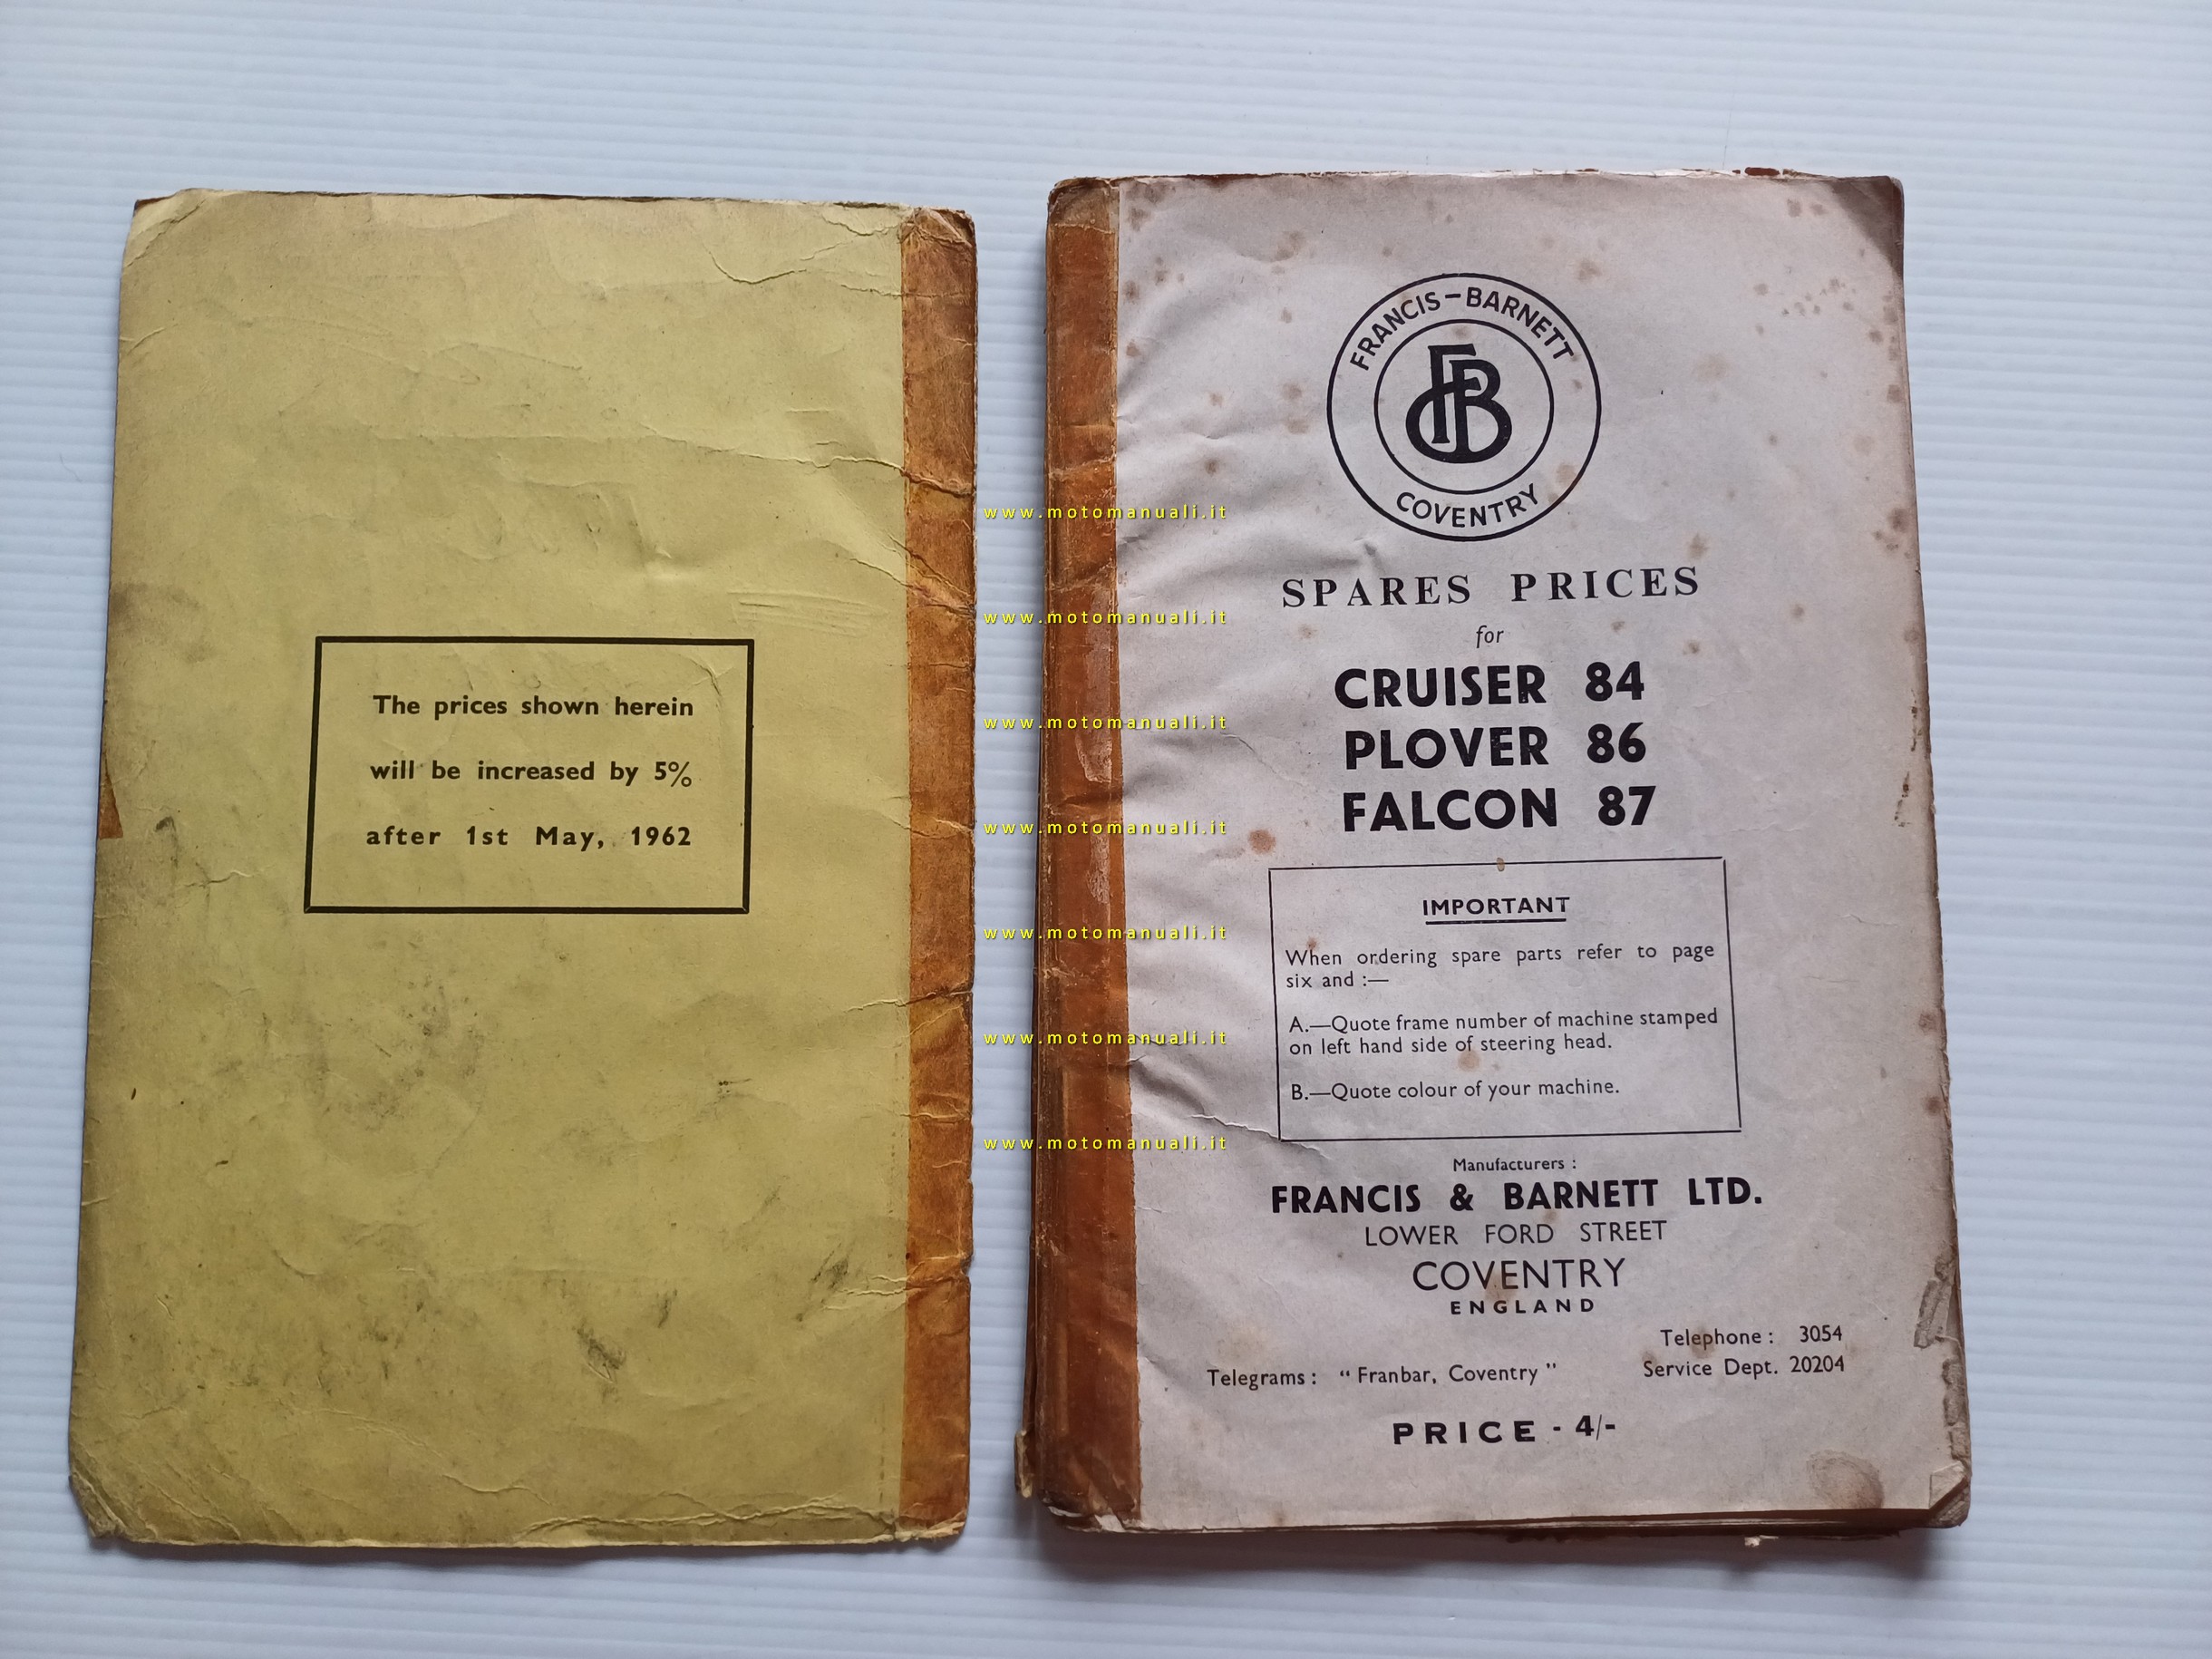 The prices shown herein
will be increased by 5%
after 1st May, 1962
www.motomanuali.it
www.motomanuali.it
www.motomanuali.it
www.motomanuali.it
www.motomanuali.it
www.motomanuali.it
www.motomanuali.it
FRANCIS-BARNETT
FB
COVENTRY
SPARES PRICES
for
CRUISER 84
PLOVER 86
FALCON 87
IMPORTANT
When ordering spare parts refer to page
six and :—
A.—Quote frame number of machine stamped
on left hand side of steering head.
B.—Quote colour of your machine.
Manufacturers :
FRANCIS & BARNETT LTD.
LOWER FORD STREET
COVENTRY
ENGLAND
Telephone : 3054
Telegrams : "Franbar, Coventry" Service Dept. 20204
PRICE - 4/-